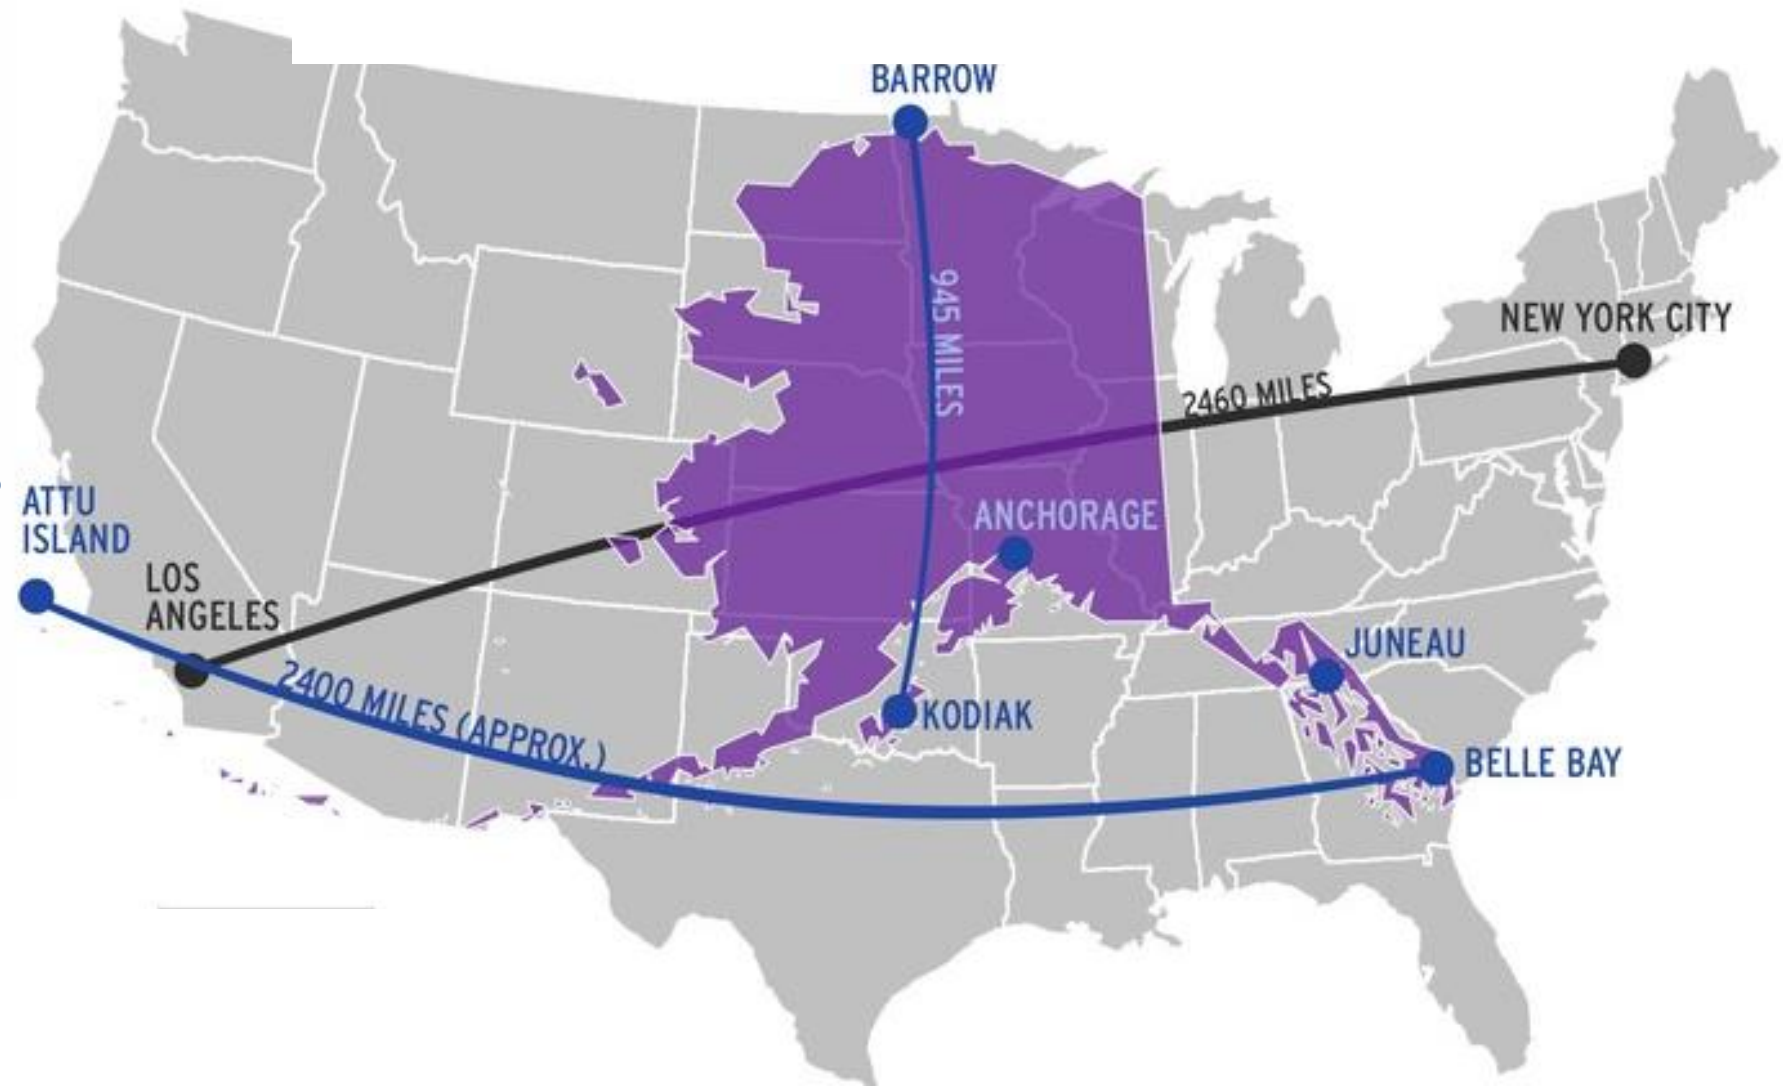 BARROW
945 MILES
NEW YORK CITY
2460 MILES
ATTU
ISLAND
ANCHORAGE
LOS
ANGELES
JUNEAU
2400 MILES (APPROX.)
KODIAK
BELLE BAY